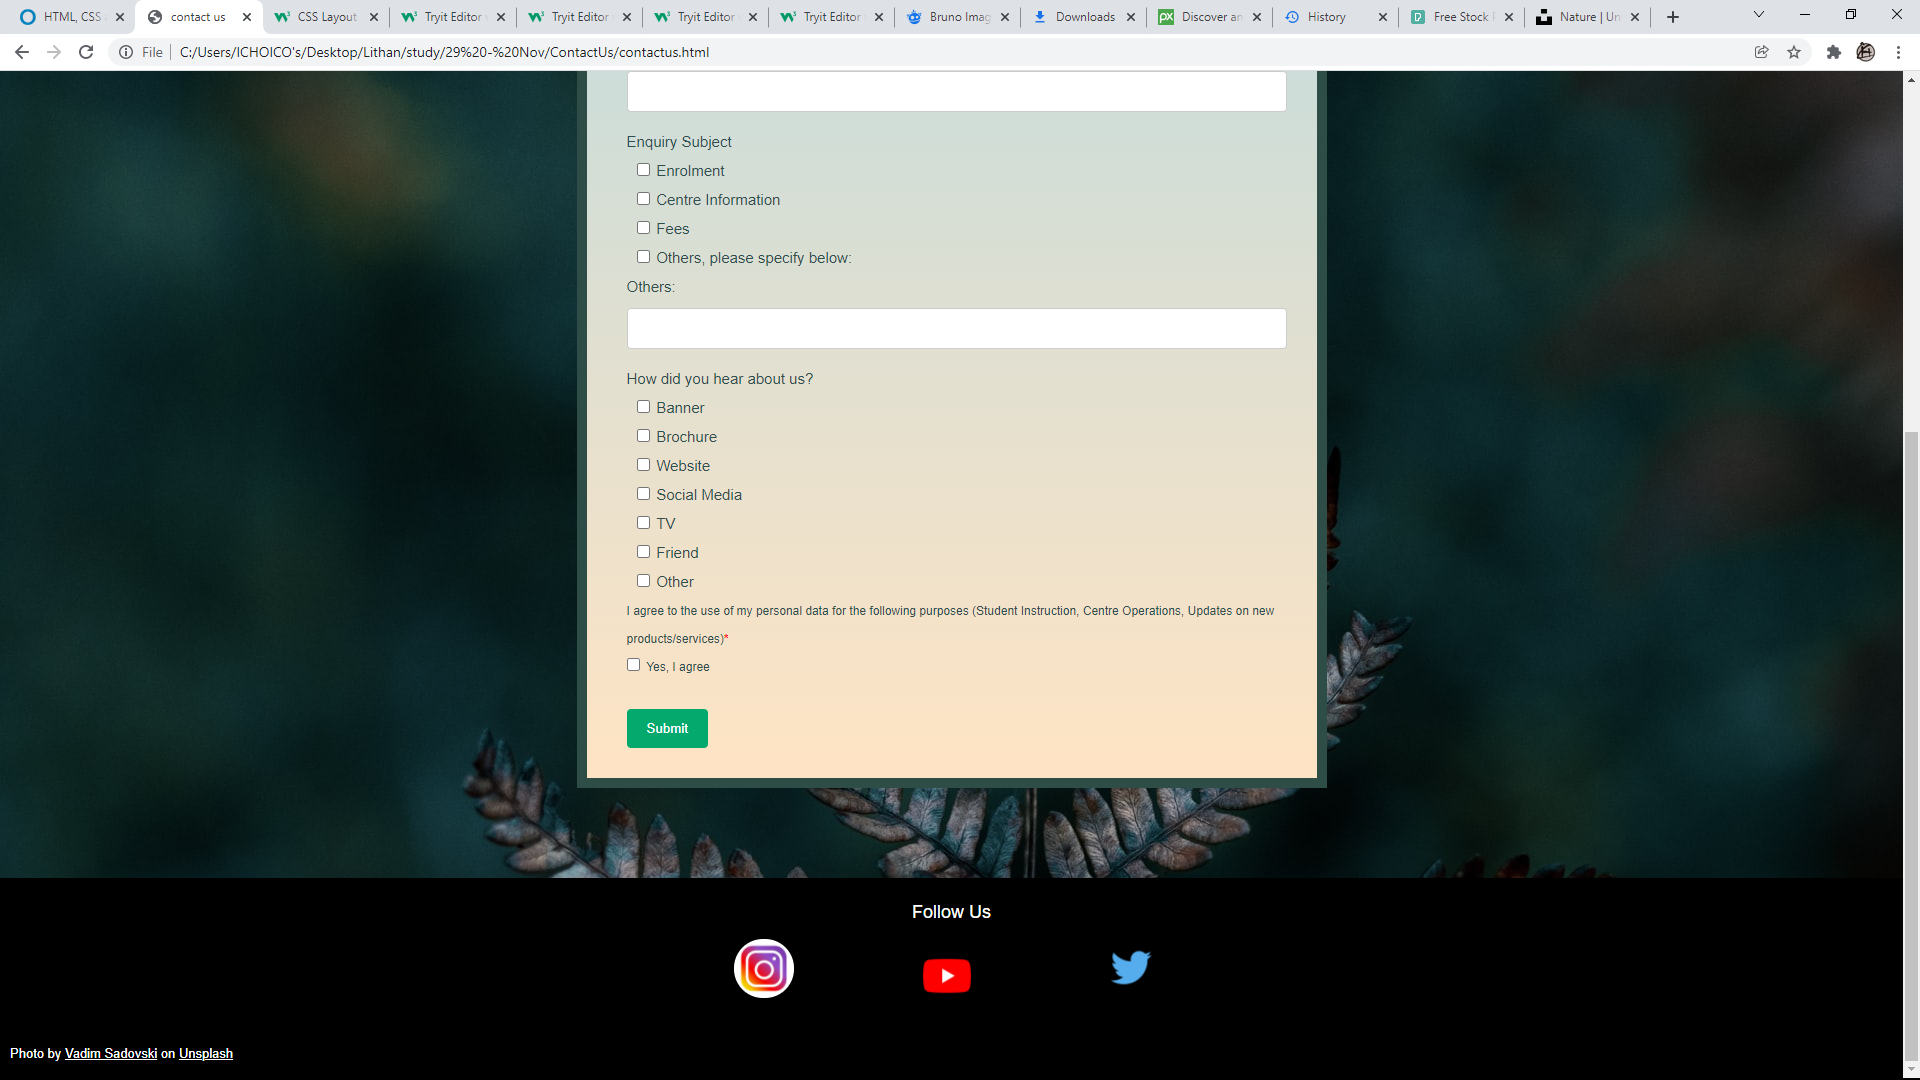 HTML, CSS
contact us
CSS Layout
Tryit Editor
Tryit Editor
Tryit Editor
Tryit Editor
Bruno Imag
Downloads
Discover an
History
Free Stock
Nature | Un
File
C:/Users/ICHOICO's/Desktop/Lithan/study/29%20-%20Nov/ContactUs/contactus.html
Enquiry Subject
Enrolment
Centre Information
Fees
Others, please specify below:
Others:
How did you hear about us?
Banner
Brochure
Website
Social Media
TV
Friend
Other
I agree to the use of my personal data for the following purposes (Student Instruction, Centre Operations, Updates on new
products/services)*
Yes, I agree
Submit
Follow Us
Photo by Vadim Sadovski on Unsplash